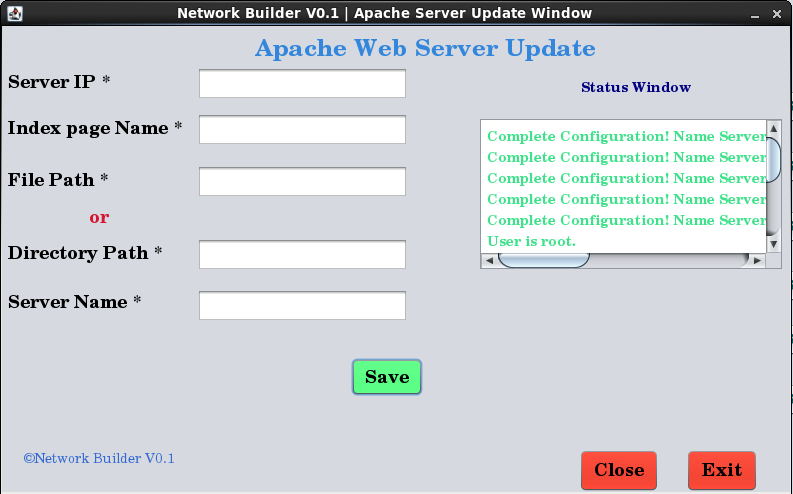 Network Builder V0.1 | Apache Server Update Window
Apache Web Server Update
Server IP *
Status Window
Index page Name *
File Path *
or
Directory Path *
Server Name *
Complete Configuration! Name Server
Complete Configuration! Name Server
Complete Configuration! Name Server
Complete Configuration! Name Server
Complete Configuration! Name Server
User is root.
Save
©Network Builder V0.1
Close
Exit